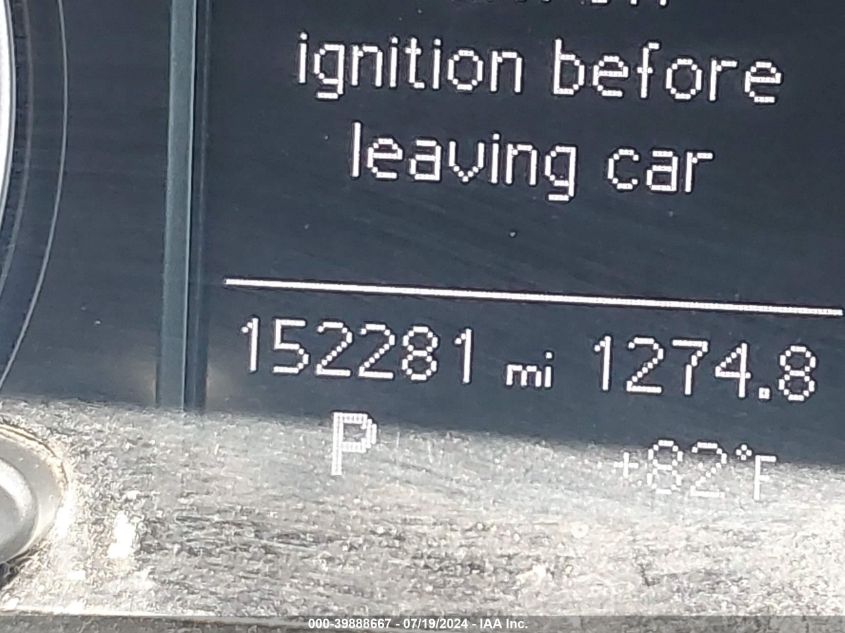 ignition before
leaving car
152281 mi 1274.8
P +82°F
000-39888667 - 07/19/2024 - IAA Inc.